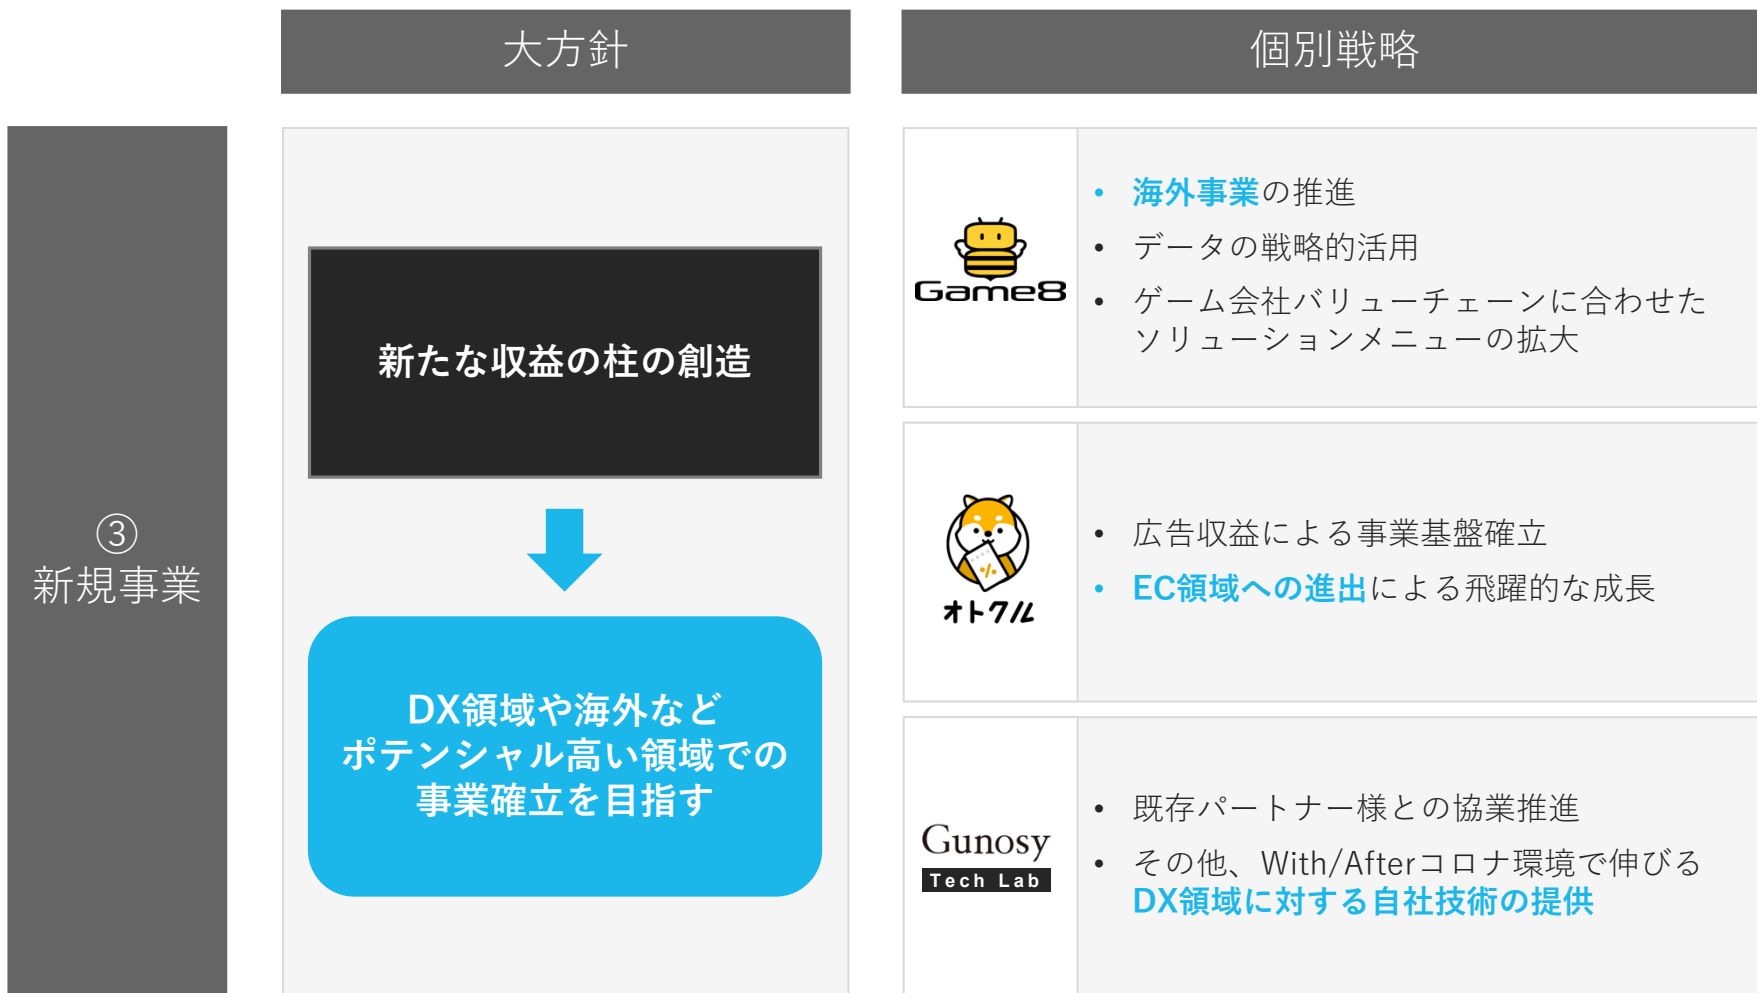 大方針
個別戦略
③
新規事業
新たな収益の柱の創造
DX領域や海外など
ポテンシャル高い領域での
事業確立を目指す
Game8
• 海外事業の推進
• データの戦略的活用
• ゲーム会社バリューチェーンに合わせた
ソリューションメニューの拡大
オトクル
• 広告収益による事業基盤確立
• EC領域への進出による飛躍的な成長
Gunosy
Tech Lab
• 既存パートナー様との協業推進
• その他、With/Afterコロナ環境で伸びる
DX領域に対する自社技術の提供